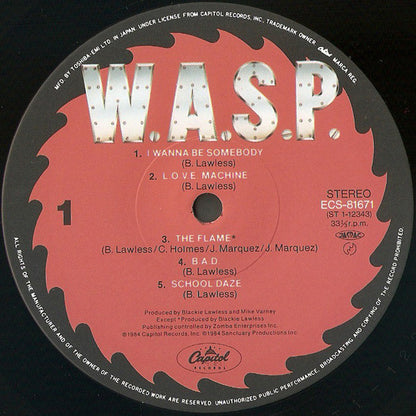 MFD. BY TOSHIBA EMI LTD. IN JAPAN. UNDER LICENSE FROM CAPITOL RECORDS, INC., TRADEMARK OWNER Capitol MARCA REG.
W.A.S.P.
1. I WANNA BE SOMEBODY
(B. Lawless)
2. L.O.V.E. MACHINE
(B. Lawless)
STEREO
ECS-81671
(ST 1-12343)
33⅓ r.p.m.
JASRAC
1
3. THE FLAME*
(B. Lawless/C. Holmes/J. Marquez/J. Marquez)
4. B.A.D.
(B. Lawless)
5. SCHOOL DAZE
(B. Lawless)
Produced by Blackie Lawless and Mike Varney
Except *Produced by Blackie Lawless
Publishing controlled by Zomba Enterprises Inc.
℗1984 Capitol Records, Inc. ©1984 Sanctuary Productions Inc.
Capitol
RECORDS
ALL RIGHTS OF THE MANUFACTURER AND OF THE OWNER OF THE RECORDED WORK ARE RESERVED. UNAUTHORIZED PUBLIC PERFORMANCE, BROADCASTING AND COPYING OF THIS RECORD PROHIBITED.